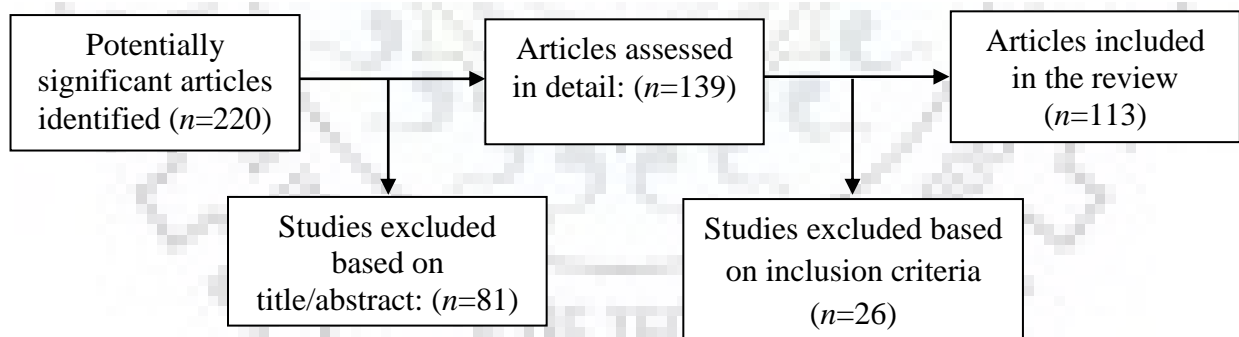 Potentially
significant articles
identified (n=220)
Articles assessed
in detail: (n=139)
Articles included
in the review
(n=113)
Studies excluded
based on
title/abstract: (n=81)
Studies excluded based
on inclusion criteria
(n=26)